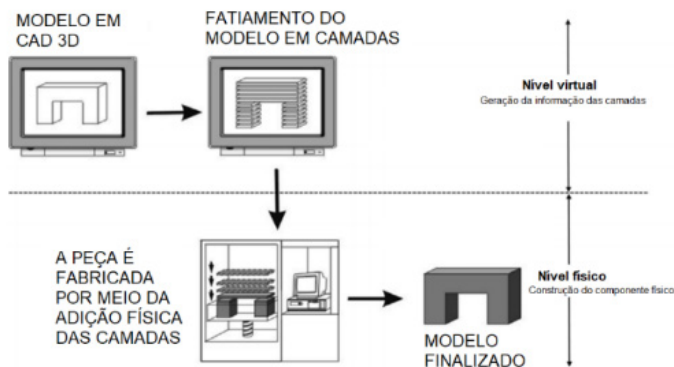 MODELO EM
CAD 3D
FATIAMENTO DO
MODELO EM CAMADAS
Nível virtual
Geração da informação das camadas
A PEÇA É
FABRICADA
POR MEIO DA
ADIÇÃO FÍSICA
DAS CAMADAS
MODELO
FINALIZADO
Nível físico
Construção do componente físico